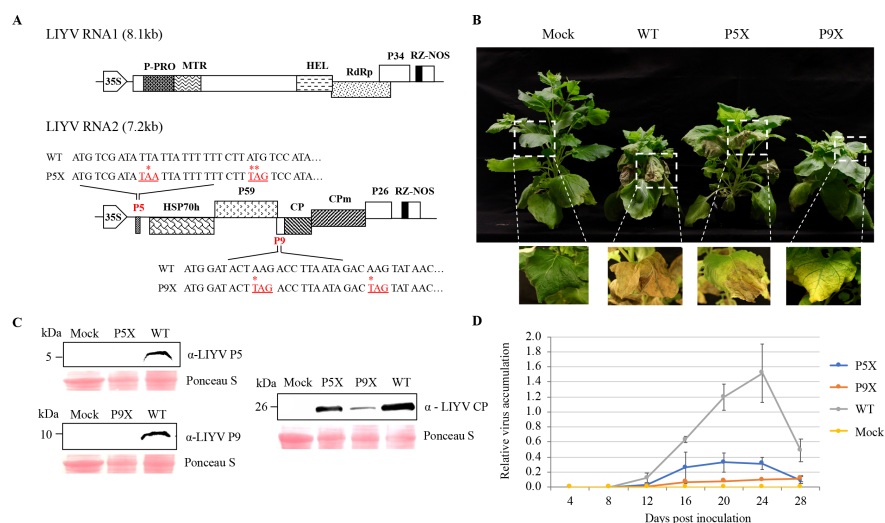 A
LIYV RNA1 (8.1kb)
P-PRO MTR HEL RdRp P34 RZ-NOS
35S
LIYV RNA2 (7.2kb)
WT ATG TCG ATA TTA TTA TTT TTT CTT ATG TCC ATA…
* **
P5X ATG TCG ATA TAA TTA TTT TTT CTT TAG TCC ATA…
P5 HSP70h P59 CP CPm P26 RZ-NOS
35S
P9
WT ATG GAT ACT AAG ACC TTA ATA GAC AAG TAT AAC…
* *
P9X ATG GAT ACT TAG ACC TTA ATA GAC TAG TAT AAC…
B
Mock WT P5X P9X
C
kDa Mock P5X WT
5 α-LIYV P5
Ponceau S
kDa Mock P9X WT
10 α-LIYV P9
Ponceau S
kDa Mock P5X P9X WT
26 α - LIYV CP
Ponceau S
D
Relative virus accumulation
2.0
1.8
1.6
1.4
1.2
1.0
0.8
0.6
0.4
0.2
0.0
4 8 12 16 20 24 28
Days post inoculation
P5X
P9X
WT
Mock